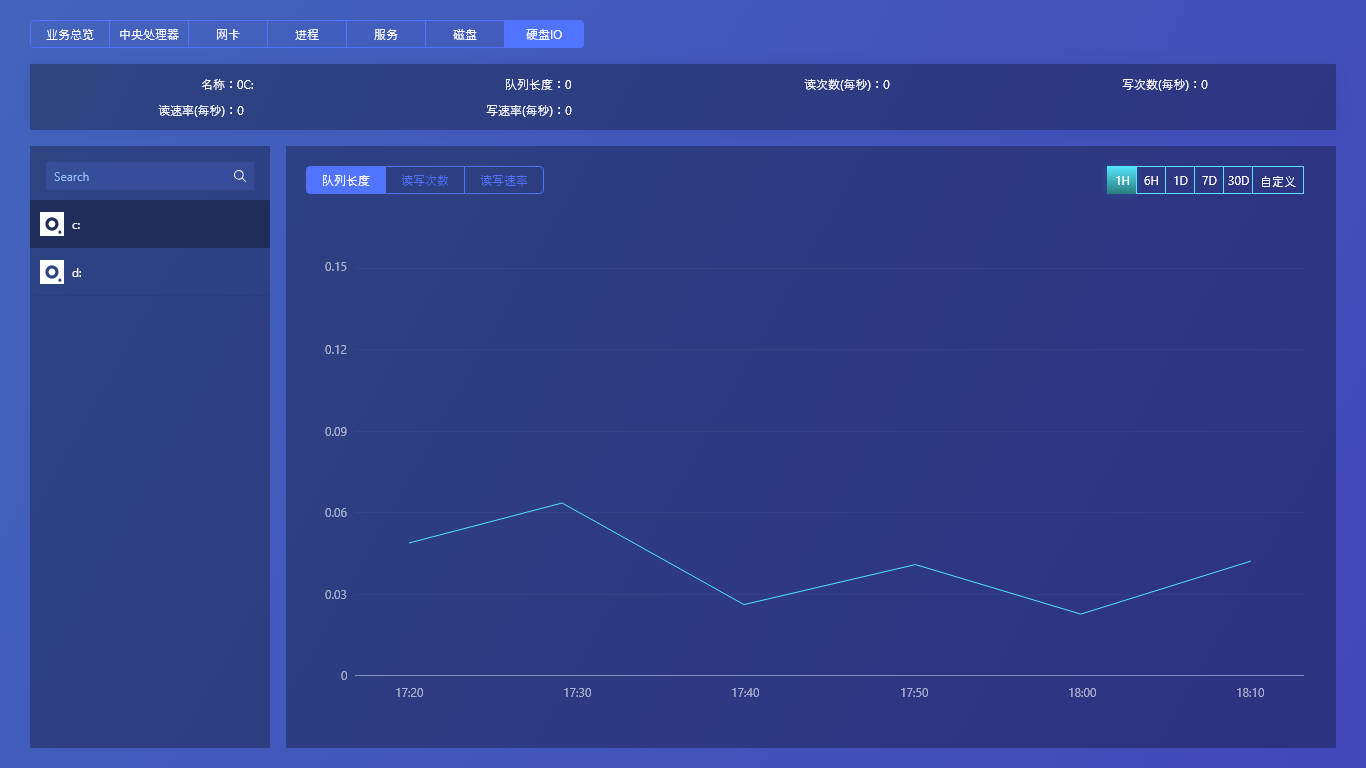 业务总览 中央处理器 网卡 进程 服务 磁盘 硬盘IO
名称：0C: 队列长度：0 读次数(每秒)：0 写次数(每秒)：0
读速率(每秒)：0 写速率(每秒)：0
Search
c:
d:
队列长度 读写次数 读写速率
1H 6H 1D 7D 30D 自定义
0.15
0.12
0.09
0.06
0.03
0
17:20 17:30 17:40 17:50 18:00 18:10